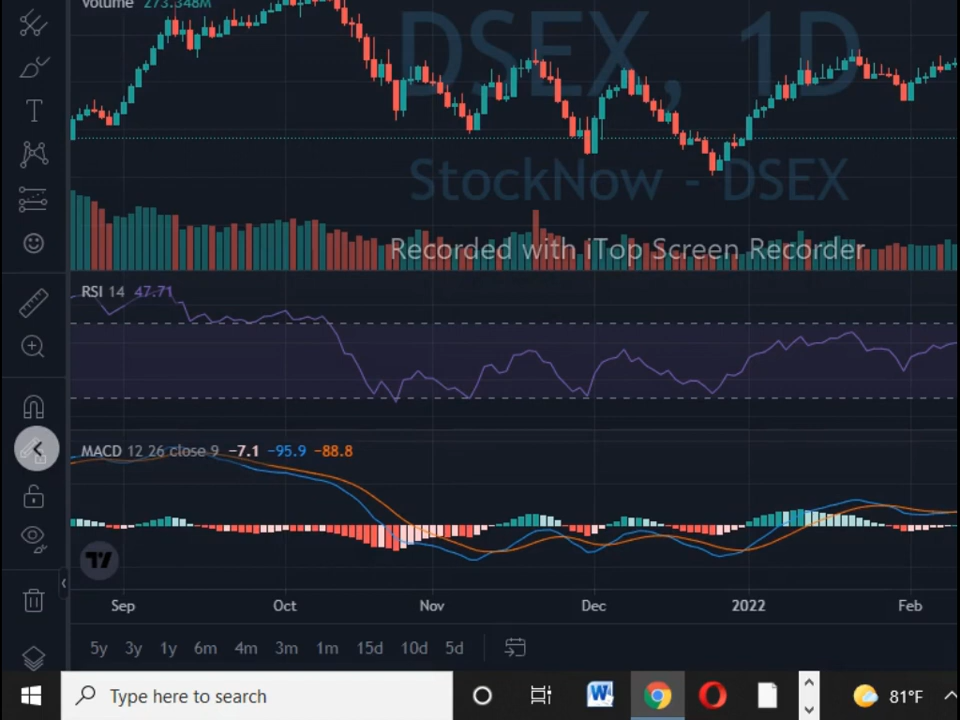 Volume 273.348M
DSEX, 1D
StockNow - DSEX
Recorded with iTop Screen Recorder
RSI 14 47.71
MACD 12 26 close 9 −7.1 −95.9 −88.8
Sep Oct Nov Dec 2022 Feb
5y 3y 1y 6m 4m 3m 1m 15d 10d 5d
Type here to search
81°F